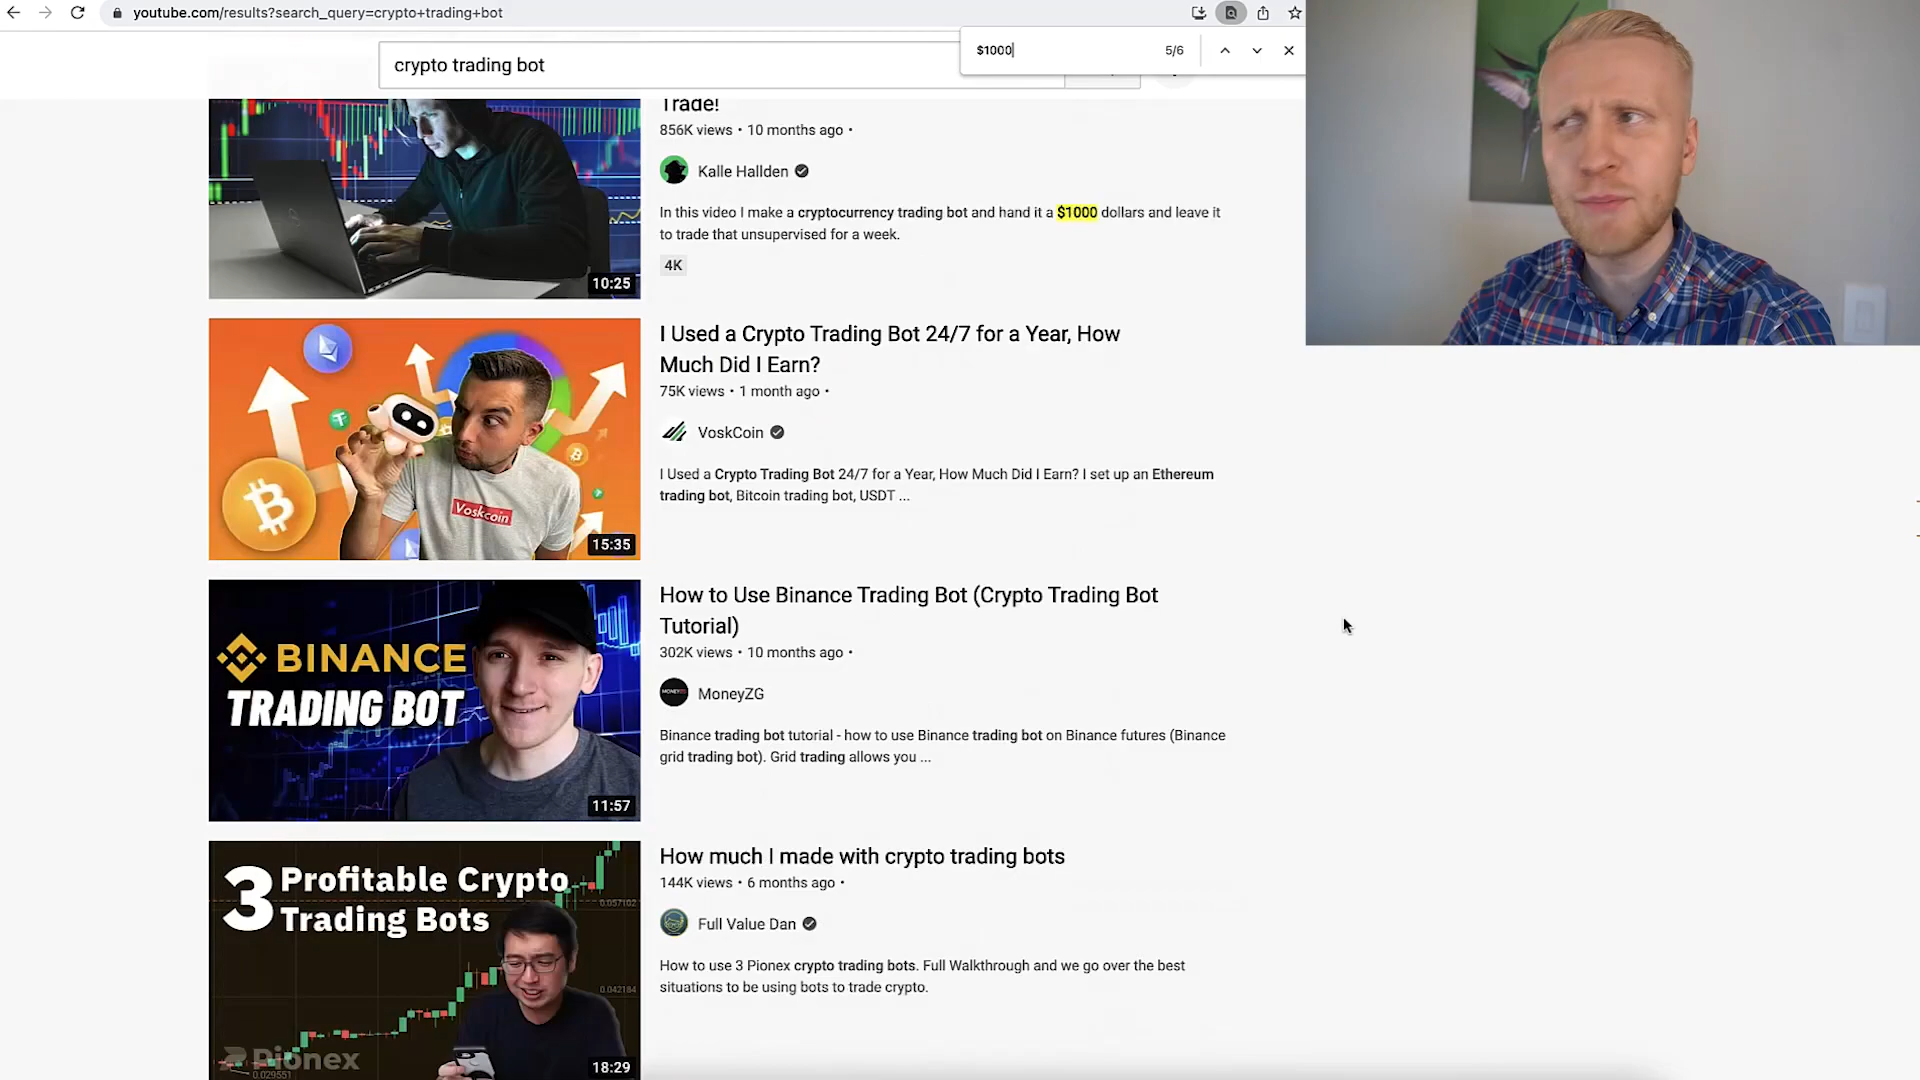 youtube.com/results?search_query=crypto+trading+bot
$1000
5/6
crypto trading bot
Trade!
856K views • 10 months ago •
Kalle Hallden
In this video I make a cryptocurrency trading bot and hand it a $1000 dollars and leave it
to trade that unsupervised for a week.
4K
10:25
I Used a Crypto Trading Bot 24/7 for a Year, How
Much Did I Earn?
75K views • 1 month ago •
VoskCoin
I Used a Crypto Trading Bot 24/7 for a Year, How Much Did I Earn? I set up an Ethereum
trading bot, Bitcoin trading bot, USDT ...
Voskcoin
15:35
How to Use Binance Trading Bot (Crypto Trading Bot
Tutorial)
302K views • 10 months ago •
MoneyZG
Binance trading bot tutorial - how to use Binance trading bot on Binance futures (Binance
grid trading bot). Grid trading allows you ...
BINANCE
TRADING BOT
11:57
How much I made with crypto trading bots
144K views • 6 months ago •
Full Value Dan
How to use 3 Pionex crypto trading bots. Full Walkthrough and we go over the best
situations to be using bots to trade crypto.
3 Profitable Crypto
Trading Bots
0.057102
0.042184
Pionex
0.029551
18:29